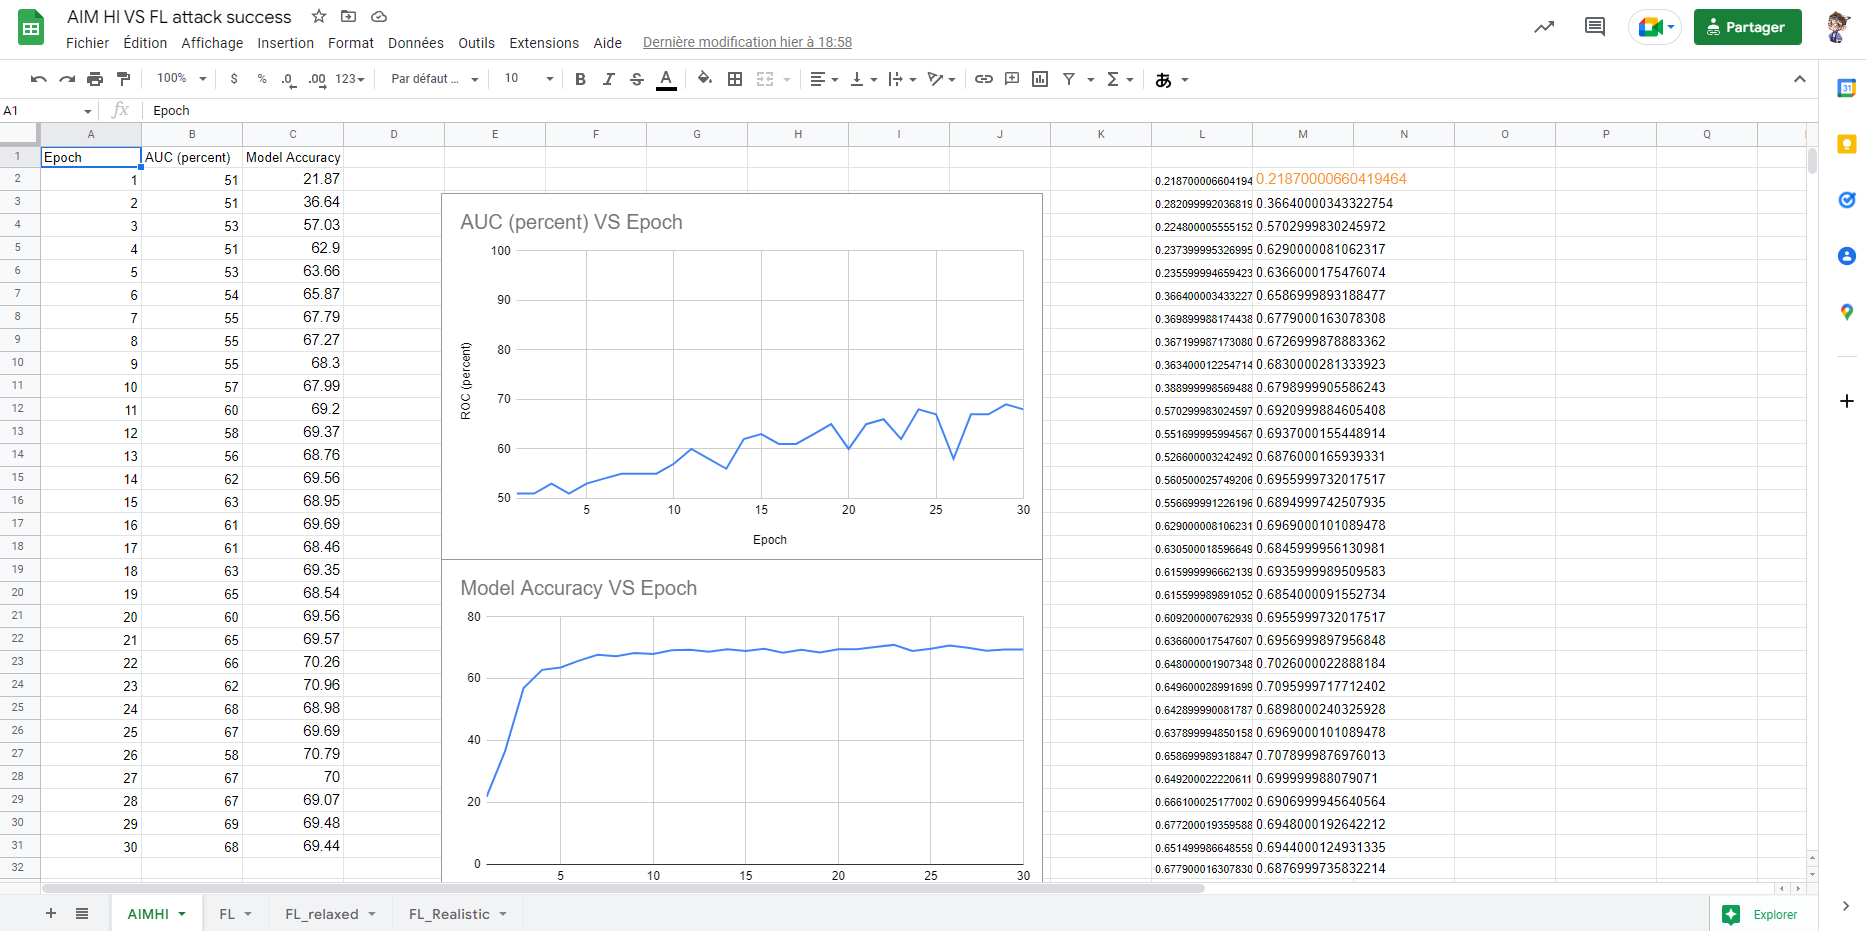 AIM HI VS FL attack success
Fichier Édition Affichage Insertion Format Données Outils Extensions Aide Dernière modification hier à 18:58
Partager
100% $ % .0 .00 123 Par défaut ... 10 B I S A
A1 fx Epoch
A B C D E F G H I J K L M N O P Q
1 Epoch AUC (percent) Model Accuracy
2 1 51 21.87 0.218700006604194 0.21870000660419464
3 2 51 36.64 0.282099992036819 0.36640000343322754
4 3 53 57.03 0.224800005555152 0.5702999830245972
5 4 51 62.9 0.237399995326995 0.6290000081062317
6 5 53 63.66 0.235599994659423 0.6366000175476074
7 6 54 65.87 0.366400003433227 0.6586999893188477
8 7 55 67.79 0.369899988174438 0.6779000163078308
9 8 55 67.27 0.367199987173080 0.6726999878883362
10 9 55 68.3 0.363400012254714 0.6830000281333923
11 10 57 67.99 0.388999998569488 0.6798999905586243
12 11 60 69.2 0.570299983024597 0.6920999884605408
13 12 58 69.37 0.551699995994567 0.6937000155448914
14 13 56 68.76 0.526600003242492 0.6876000165939331
15 14 62 69.56 0.560500025749206 0.6955999732017517
16 15 63 68.95 0.556699991226196 0.6894999742507935
17 16 61 69.69 0.629000008106231 0.6969000101089478
18 17 61 68.46 0.630500018596649 0.6845999956130981
19 18 63 69.35 0.615999996662139 0.6935999989509583
20 19 65 68.54 0.615599989891052 0.6854000091552734
21 20 60 69.56 0.609200000762939 0.6955999732017517
22 21 65 69.57 0.636600017547607 0.6956999897956848
23 22 66 70.26 0.648000001907348 0.7026000022888184
24 23 62 70.96 0.649600028991699 0.7095999717712402
25 24 68 68.98 0.642899990081787 0.6898000240325928
26 25 67 69.69 0.637899994850158 0.6969000101089478
27 26 58 70.79 0.658699989318847 0.7078999876976013
28 27 67 70 0.649200022220611 0.699999988079071
29 28 67 69.07 0.666100025177002 0.6906999945640564
30 29 69 69.48 0.677200019359588 0.6948000192642212
31 30 68 69.44 0.651499986648559 0.6944000124931335
32 0.677900016307830 0.6876999735832214
AUC (percent) VS Epoch
ROC (percent)
100
90
80
70
60
50
5 10 15 20 25 30
Epoch
Model Accuracy VS Epoch
80
60
40
20
0
5 10 15 20 25 30
31
AIMHI FL FL_relaxed FL_Realistic Explorer